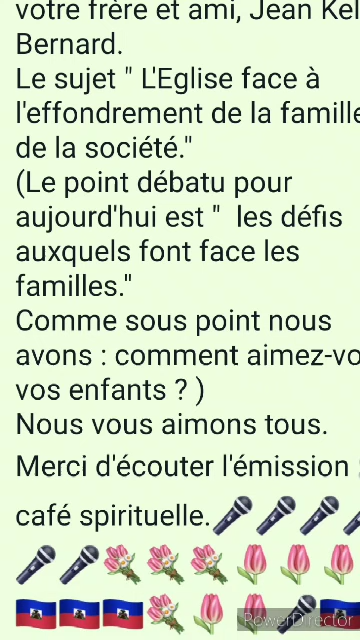 votre frère et ami, Jean Kel
Bernard.
Le sujet " L'Eglise face à
l'effondrement de la famille
de la société."
(Le point débatu pour
aujourd'hui est "  les défis
auxquels font face les
familles."
Comme sous point nous
avons : comment aimez-vo
vos enfants ? )
Nous vous aimons tous.
Merci d'écouter l'émission :
café spirituelle.🎤🎤🎤🎤
🎤🎤💐💐💐🌷🌷🌷
🇭🇹🇭🇹🇭🇹💐🌷🌷🎤🇭🇹
PowerDirector